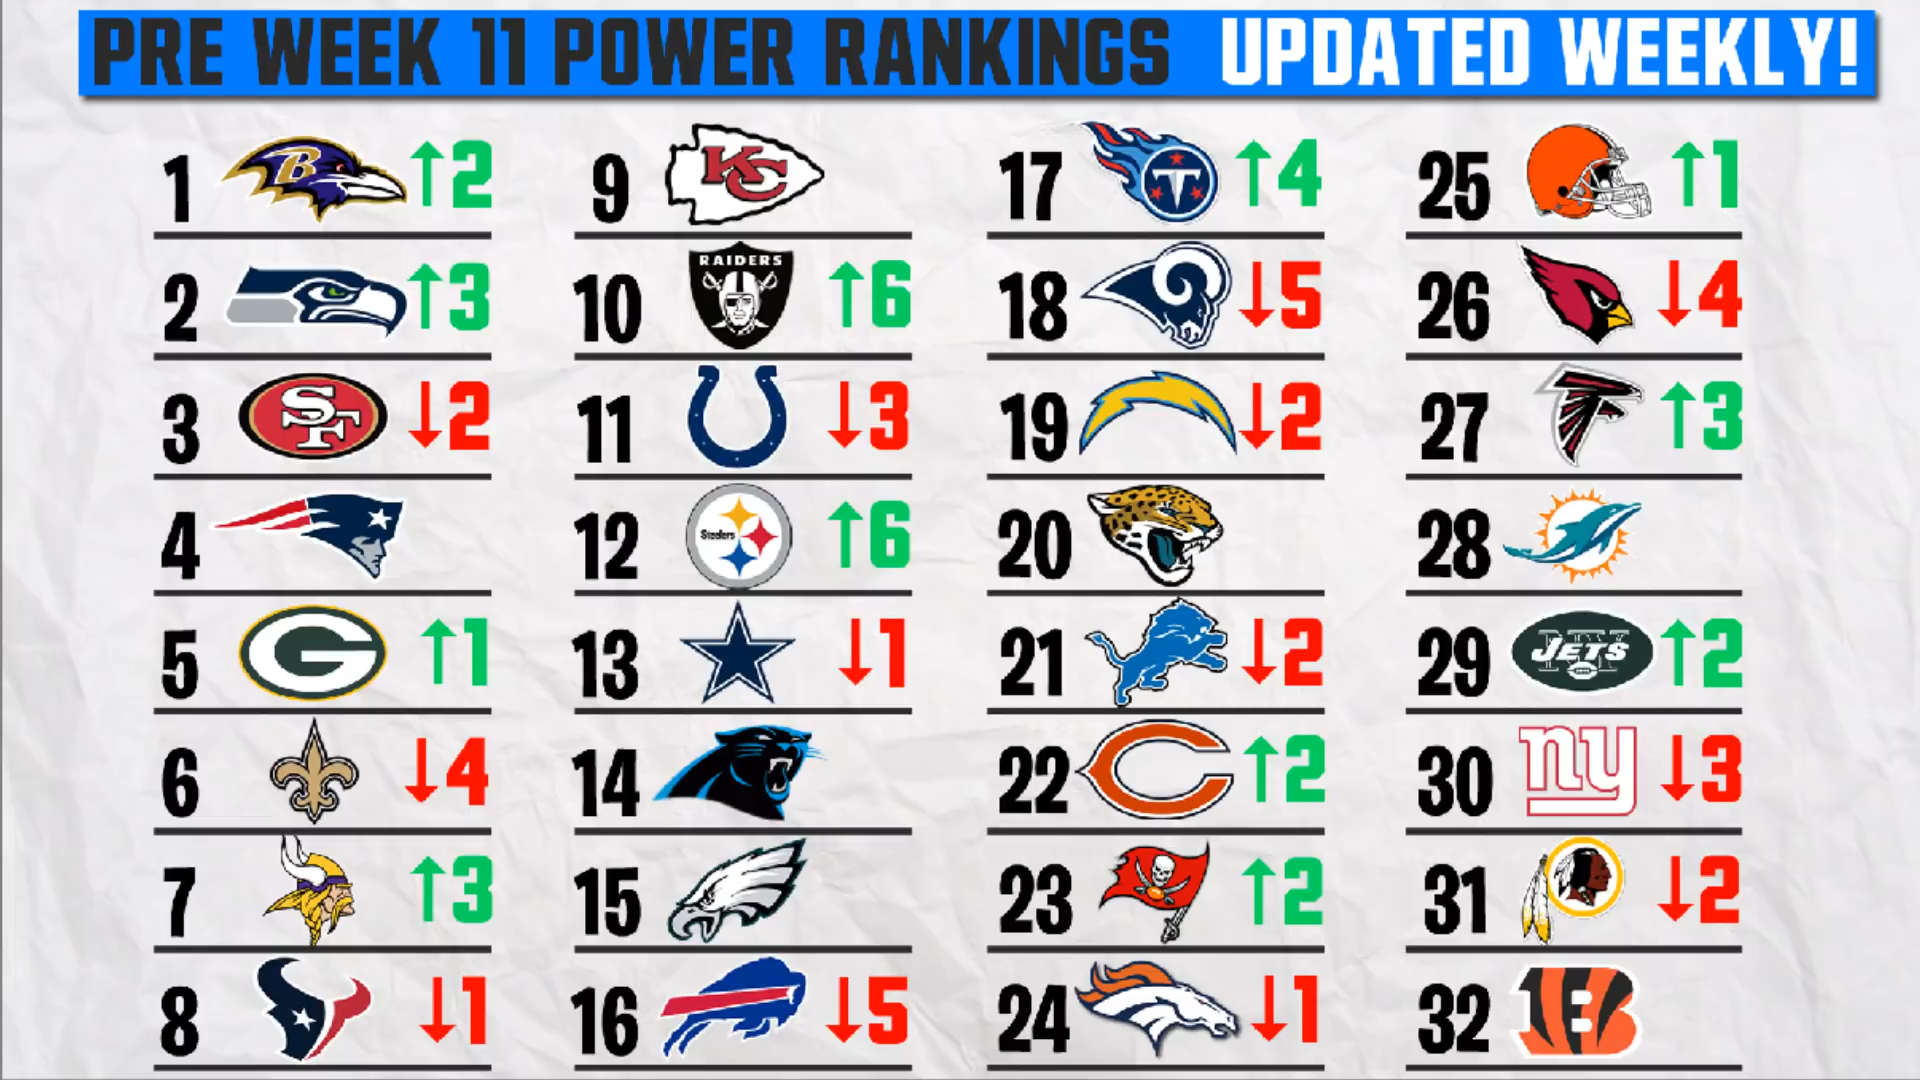 PRE WEEK 11 POWER RANKINGS UPDATED WEEKLY!
1 B ↑2
2 ↑3
3 SF ↓2
4
5 G ↑1
6 ↓4
7 ↑3
8 ↓1
9 KC
10 RAIDERS ↑6
11 ↓3
12 Steelers ↑6
13 ↓1
14
15
16 ↓5
17 T ↑4
18 ↓5
19 ↓2
20
21 ↓2
22 C ↑2
23 ↑2
24 ↓1
25 ↑1
26 ↓4
27 ↑3
28
29 NY JETS ↑2
30 ny ↓3
31 ↓2
32 B